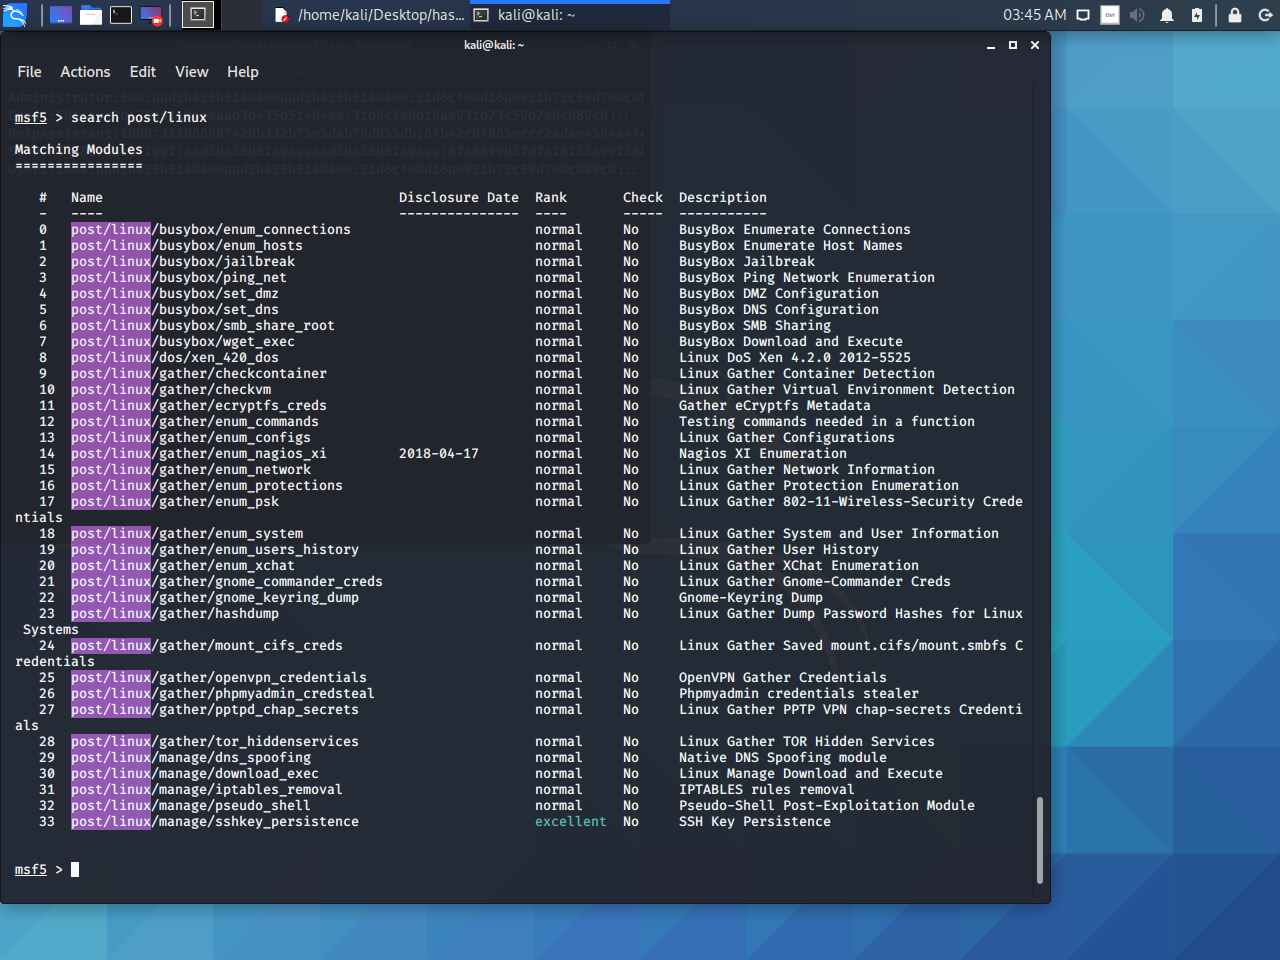 /home/kali/Desktop/has... kali@kali: ~ 03:45 AM
kali@kali: ~
File Actions Edit View Help
msf5 > search post/linux
Matching Modules
================
# Name Disclosure Date Rank Check Description
- ---- --------------- ---- ----- -----------
0 post/linux/busybox/enum_connections normal No BusyBox Enumerate Connections
1 post/linux/busybox/enum_hosts normal No BusyBox Enumerate Host Names
2 post/linux/busybox/jailbreak normal No BusyBox Jailbreak
3 post/linux/busybox/ping_net normal No BusyBox Ping Network Enumeration
4 post/linux/busybox/set_dmz normal No BusyBox DMZ Configuration
5 post/linux/busybox/set_dns normal No BusyBox DNS Configuration
6 post/linux/busybox/smb_share_root normal No BusyBox SMB Sharing
7 post/linux/busybox/wget_exec normal No BusyBox Download and Execute
8 post/linux/dos/xen_420_dos normal No Linux DoS Xen 4.2.0 2012-5525
9 post/linux/gather/checkcontainer normal No Linux Gather Container Detection
10 post/linux/gather/checkvm normal No Linux Gather Virtual Environment Detection
11 post/linux/gather/ecryptfs_creds normal No Gather eCryptfs Metadata
12 post/linux/gather/enum_commands normal No Testing commands needed in a function
13 post/linux/gather/enum_configs normal No Linux Gather Configurations
14 post/linux/gather/enum_nagios_xi 2018-04-17 normal No Nagios XI Enumeration
15 post/linux/gather/enum_network normal No Linux Gather Network Information
16 post/linux/gather/enum_protections normal No Linux Gather Protection Enumeration
17 post/linux/gather/enum_psk normal No Linux Gather 802-11-Wireless-Security Crede
ntials
18 post/linux/gather/enum_system normal No Linux Gather System and User Information
19 post/linux/gather/enum_users_history normal No Linux Gather User History
20 post/linux/gather/enum_xchat normal No Linux Gather XChat Enumeration
21 post/linux/gather/gnome_commander_creds normal No Linux Gather Gnome-Commander Creds
22 post/linux/gather/gnome_keyring_dump normal No Gnome-Keyring Dump
23 post/linux/gather/hashdump normal No Linux Gather Dump Password Hashes for Linux
Systems
24 post/linux/gather/mount_cifs_creds normal No Linux Gather Saved mount.cifs/mount.smbfs C
redentials
25 post/linux/gather/openvpn_credentials normal No OpenVPN Gather Credentials
26 post/linux/gather/phpmyadmin_credsteal normal No Phpmyadmin credentials stealer
27 post/linux/gather/pptpd_chap_secrets normal No Linux Gather PPTP VPN chap-secrets Credenti
als
28 post/linux/gather/tor_hiddenservices normal No Linux Gather TOR Hidden Services
29 post/linux/manage/dns_spoofing normal No Native DNS Spoofing module
30 post/linux/manage/download_exec normal No Linux Manage Download and Execute
31 post/linux/manage/iptables_removal normal No IPTABLES rules removal
32 post/linux/manage/pseudo_shell normal No Pseudo-Shell Post-Exploitation Module
33 post/linux/manage/sshkey_persistence excellent No SSH Key Persistence
msf5 >